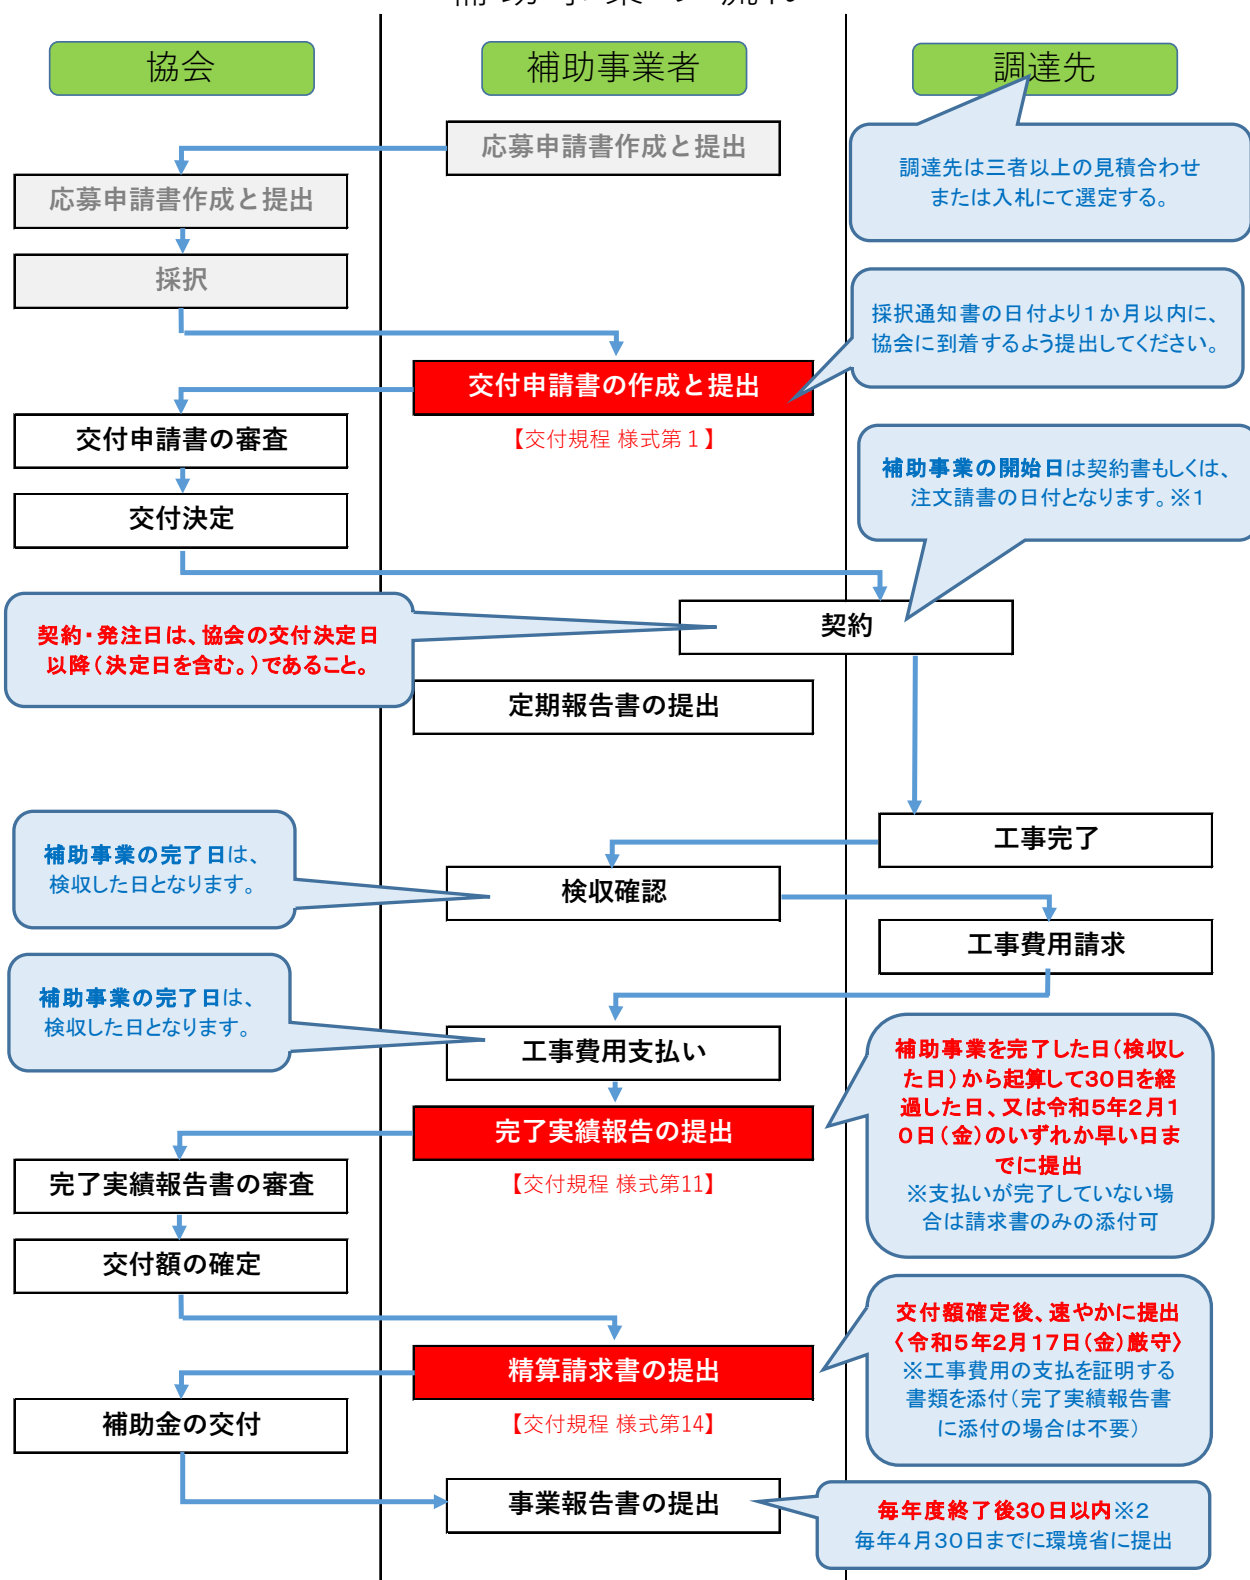 補助事業の流れ
協会
補助事業者
調達先
応募申請書作成と提出
調達先は三者以上の見積合わせ
または入札にて選定する。
応募申請書作成と提出
採択
採択通知書の日付より1か月以内に、
協会に到着するよう提出してください。
交付申請書の作成と提出
【交付規程 様式第１】
交付申請書の審査
補助事業の開始日は契約書もしくは、
注文請書の日付となります。※1
交付決定
契約
契約・発注日は、協会の交付決定日
以降（決定日を含む。）であること。
定期報告書の提出
工事完了
補助事業の完了日は、
検収した日となります。
検収確認
工事費用請求
補助事業の完了日は、
検収した日となります。
工事費用支払い
補助事業を完了した日（検収し
た日）から起算して30日を経
過した日、又は令和5年2月1
0日（金）のいずれか早い日ま
でに提出
※支払いが完了していない場
合は請求書のみの添付可
完了実績報告の提出
【交付規程 様式第11】
完了実績報告書の審査
交付額の確定
交付額確定後、速やかに提出
〈令和5年2月17日（金）厳守〉
※工事費用の支払を証明する
書類を添付（完了実績報告書
に添付の場合は不要）
精算請求書の提出
【交付規程 様式第14】
補助金の交付
事業報告書の提出
毎年度終了後30日以内※2
毎年4月30日までに環境省に提出